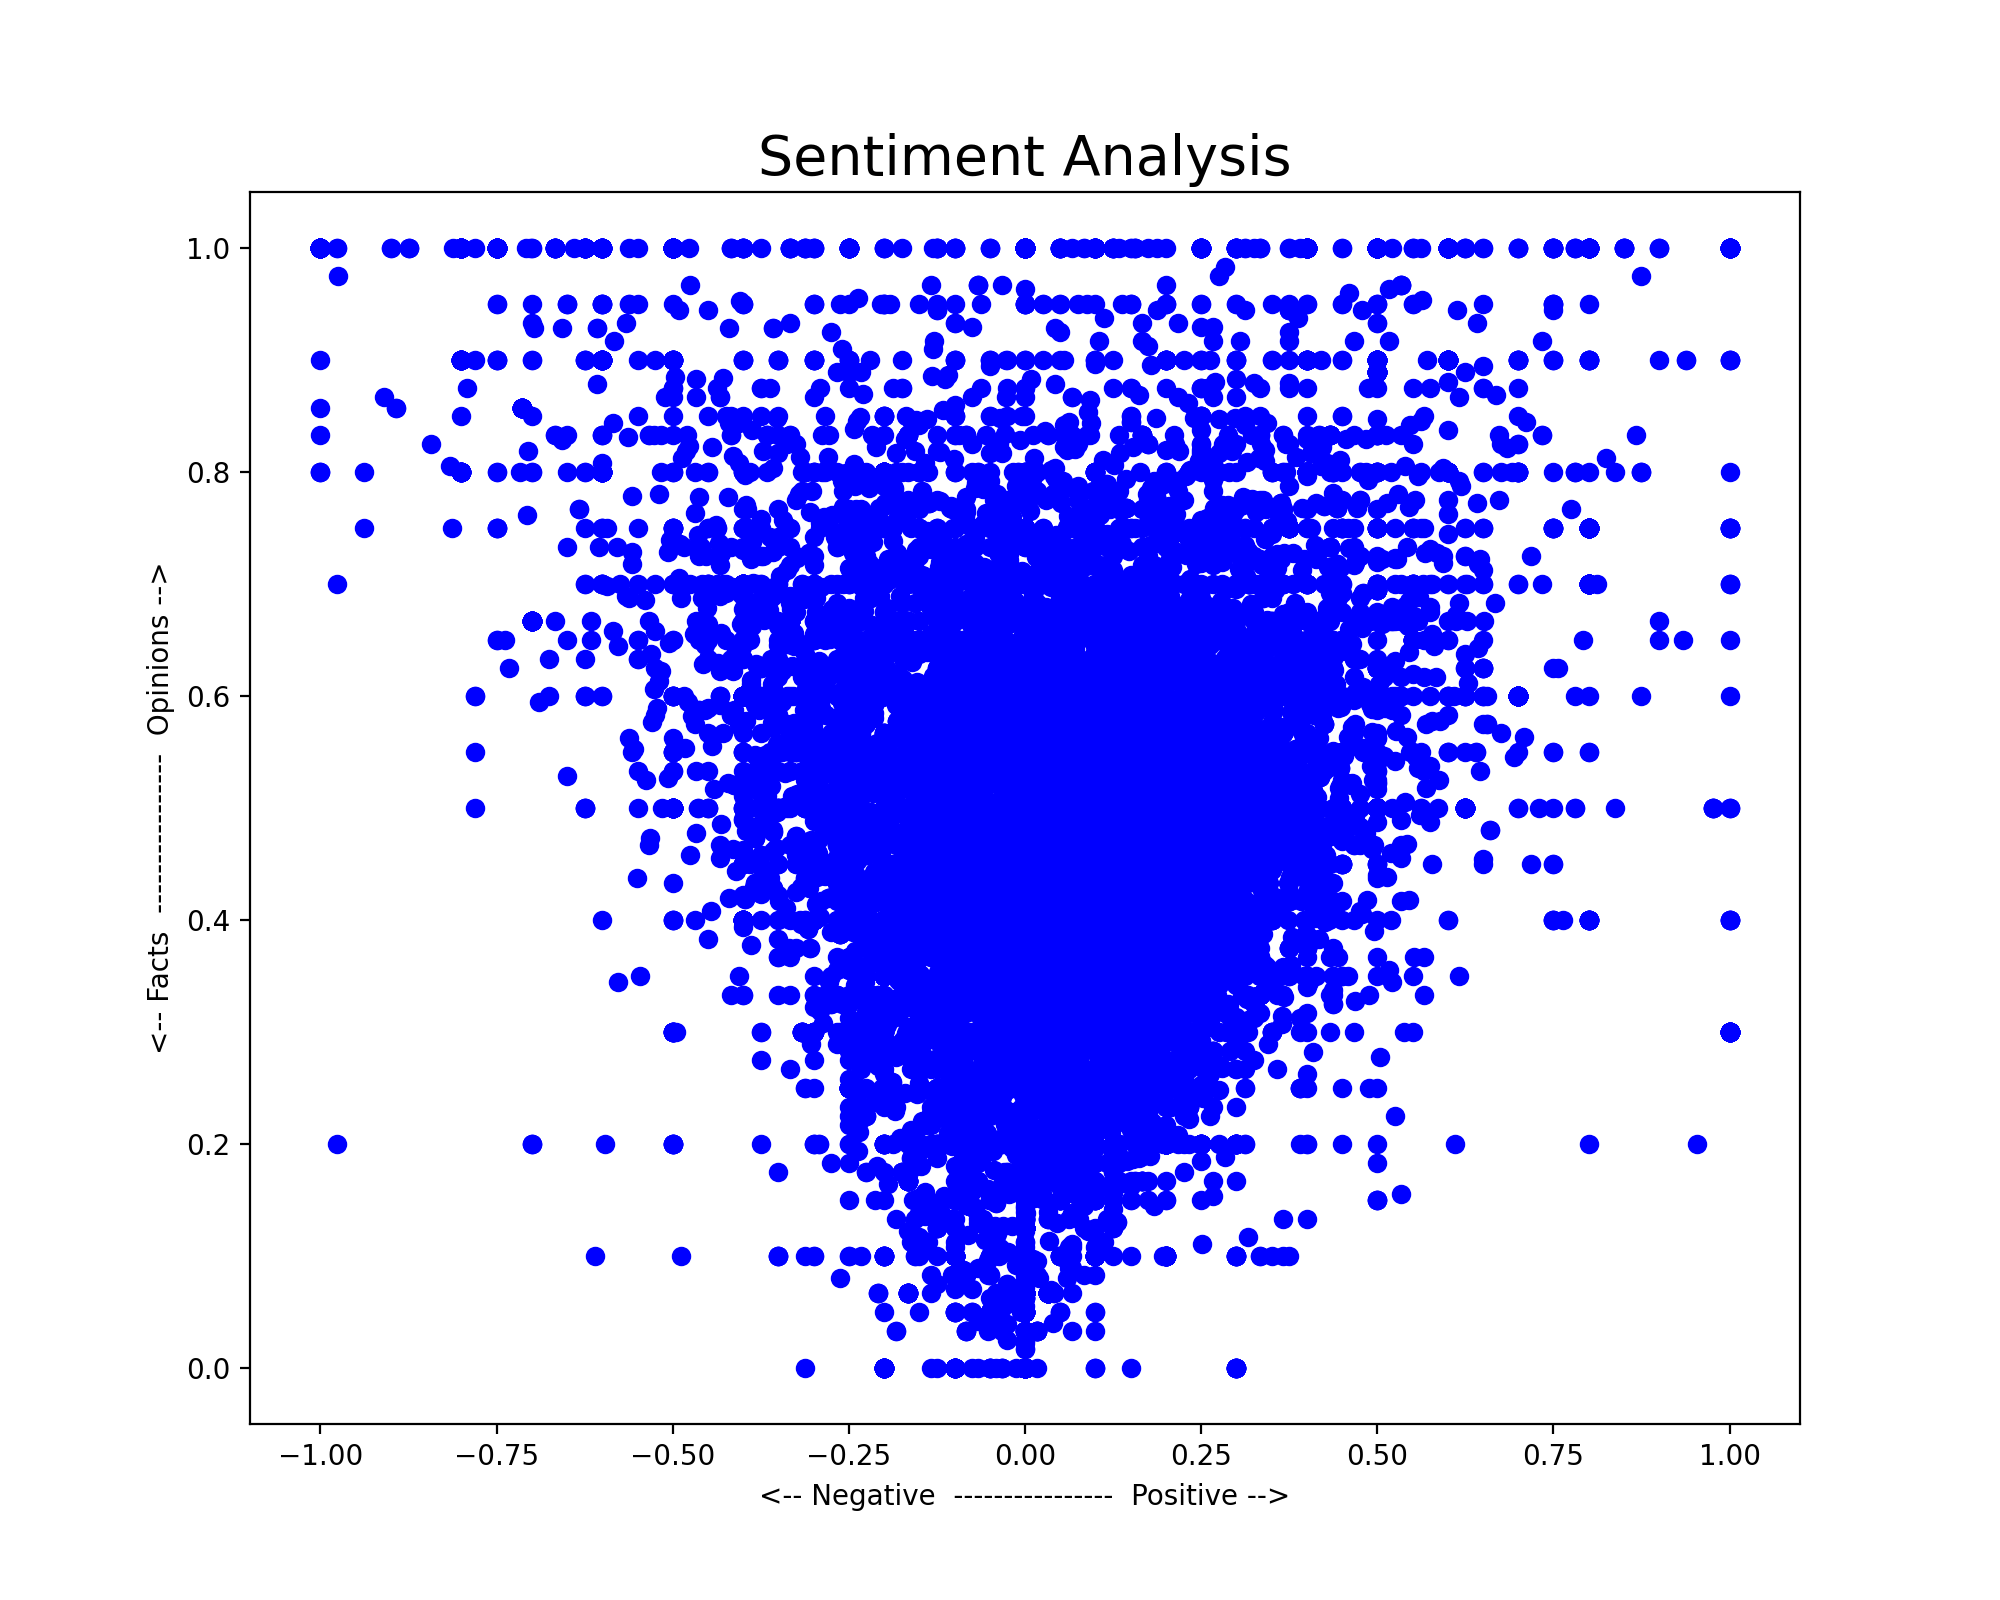 Sentiment Analysis
1.0
0.8
0.6
0.4
0.2
0.0
<-- Facts  ----------------  Opinions -->
−1.00 −0.75 −0.50 −0.25 0.00 0.25 0.50 0.75 1.00
<-- Negative  ----------------  Positive -->